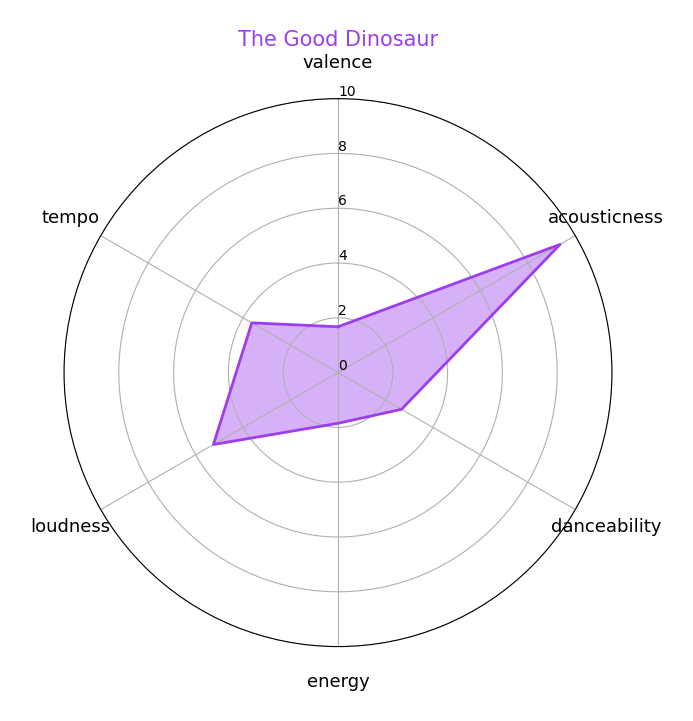 The Good Dinosaur
valence
10
8
6
4
2
0
tempo
acousticness
loudness
danceability
energy